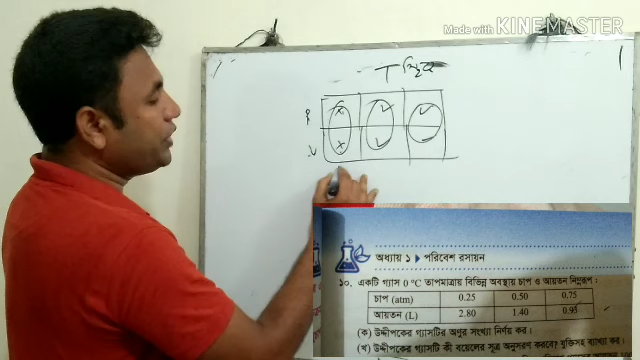 Made with KINEMASTER
T স্থির
P
V
অধ্যায় ১ ▶ পরিবেশ রসায়ন
১০. একটি গ্যাস 0 °C তাপমাত্রায় বিভিন্ন অবস্থায় চাপ ও আয়তন নিম্নরূপ:
চাপ (atm) 0.25 0.50 0.75
আয়তন (L) 2.80 1.40 0.93
(ক) উদ্দীপকের গ্যাসটির অণুর সংখ্যা নির্ণয় কর।
(খ) উদ্দীপকের গ্যাসটি কী বয়েলের সূত্র অনুসরণ করবে? যুক্তিসহ ব্যাখ্যা কর।